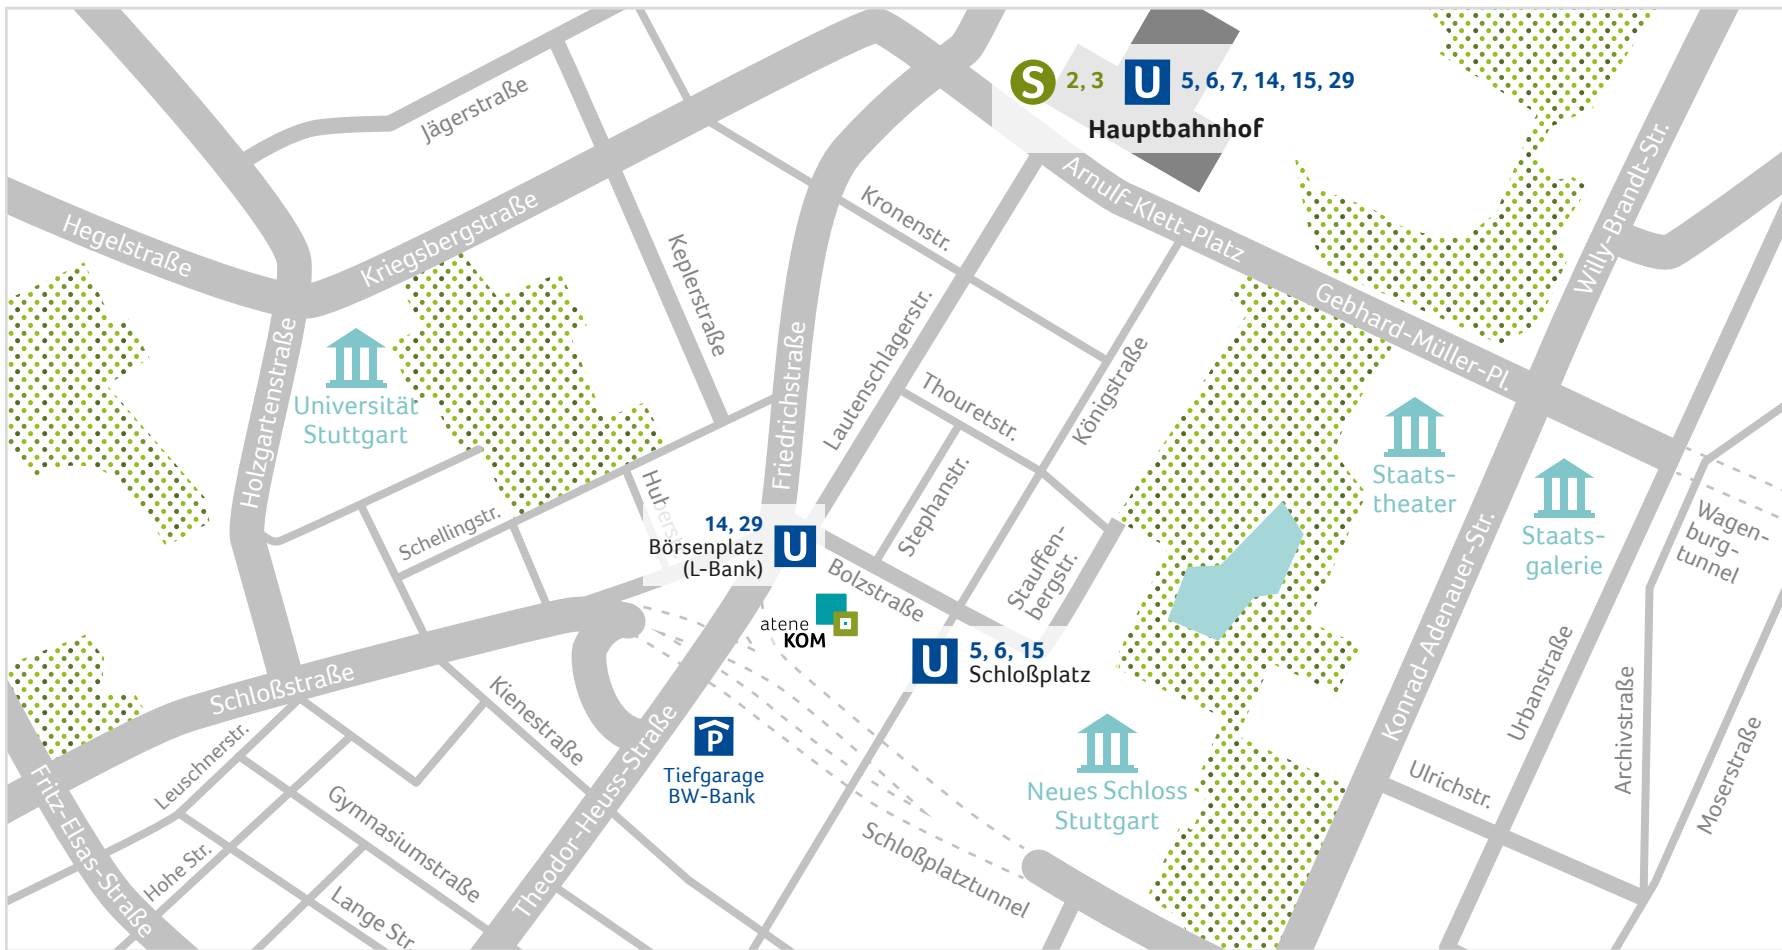 S 2, 3 U 5, 6, 7, 14, 15, 29
Hauptbahnhof
Jägerstraße
Hegelstraße
Kriegsbergstraße
Keplerstraße
Kronenstr.
Arnulf-Klett-Platz
Willy-Brandt-Str.
Gebhard-Müller-Pl.
Holzgartenstraße
Universität
Stuttgart
Friedrichstraße
Lautenschlagerstr.
Thouretstr.
Königstraße
Staats-
theater
Staats-
galerie
Wagen-
burg-
tunnel
Schellingstr.
Huberstr.
14, 29
Börsenplatz
(L-Bank)
U
Stephanstr.
Stauffen-
bergstr.
Bolzstraße
atene
KOM
U 5, 6, 15
Schloßplatz
Konrad-Adenauer-Str.
Urbanstraße
Archivstraße
Moserstraße
Schloßstraße
Kienestraße
Leuschnerstr.
P
Tiefgarage
BW-Bank
Neues Schloss
Stuttgart
Ulrichstr.
Fritz-Elsas-Straße
Gymnasiumstraße
Theodor-Heuss-Straße
Schloßplatztunnel
Hohe Str.
Lange Str.